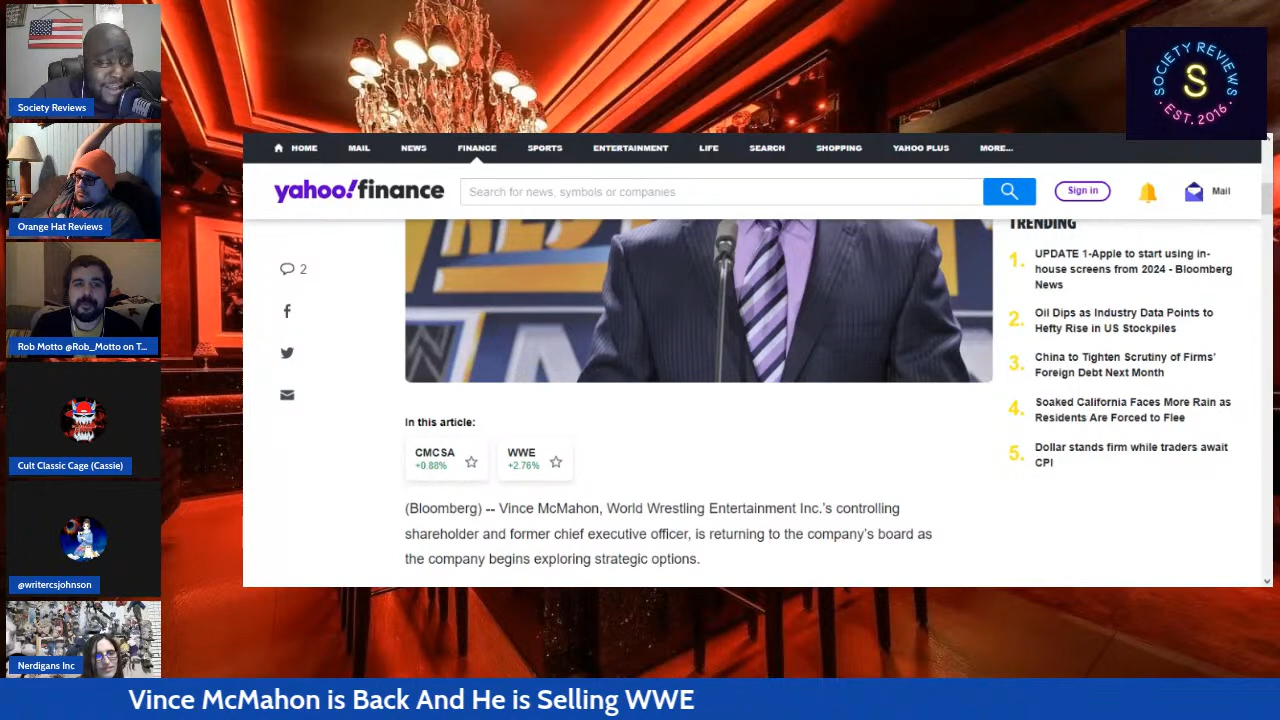 Society Reviews
Orange Hat Reviews
Rob Motto @Rob_Motto on T...
Cult Classic Cage (Cassie)
@writercsjohnson
Nerdigans Inc
SOCIETY REVIEWS
S
· EST. 2016 ·
HOME MAIL NEWS FINANCE SPORTS ENTERTAINMENT LIFE SEARCH SHOPPING YAHOO PLUS MORE...
yahoo!finance
Search for news, symbols or companies
Sign in
Mail
2
TRENDING
1. UPDATE 1-Apple to start using in-
house screens from 2024 - Bloomberg
News
2. Oil Dips as Industry Data Points to
Hefty Rise in US Stockpiles
3. China to Tighten Scrutiny of Firms'
Foreign Debt Next Month
4. Soaked California Faces More Rain as
Residents Are Forced to Flee
5. Dollar stands firm while traders await
CPI
In this article:
CMCSA
+0.88%
WWE
+2.76%
(Bloomberg) -- Vince McMahon, World Wrestling Entertainment Inc.'s controlling
shareholder and former chief executive officer, is returning to the company's board as
the company begins exploring strategic options.
Vince McMahon is Back And He is Selling WWE